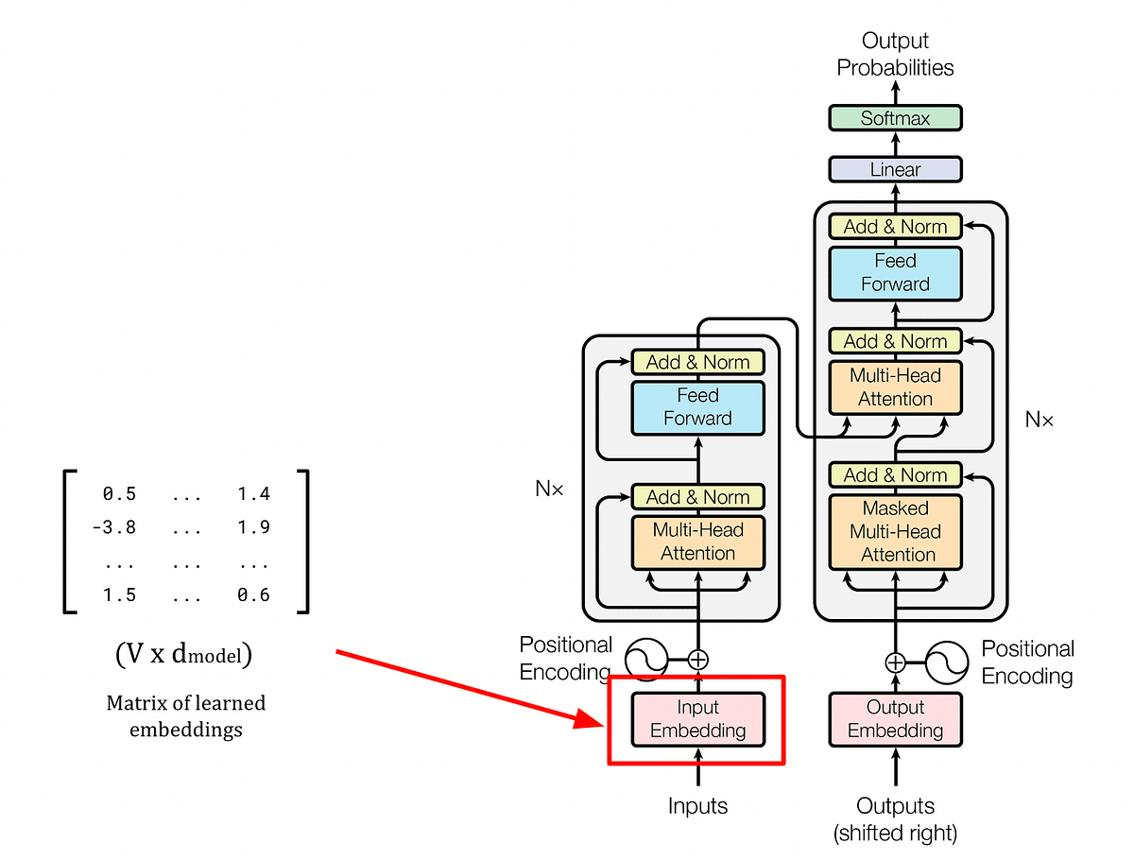 Output
Probabilities
Softmax
Linear
Add & Norm
Feed
Forward
Add & Norm
Multi-Head
Attention
Add & Norm
Masked
Multi-Head
Attention
Nx
Add & Norm
Feed
Forward
Add & Norm
Multi-Head
Attention
Nx
0.5 ... 1.4
-3.8 ... 1.9
... ... ...
1.5 ... 0.6
(V x dmodel)
Matrix of learned
embeddings
Positional
Encoding
Input
Embedding
Inputs
Positional
Encoding
Output
Embedding
Outputs
(shifted right)